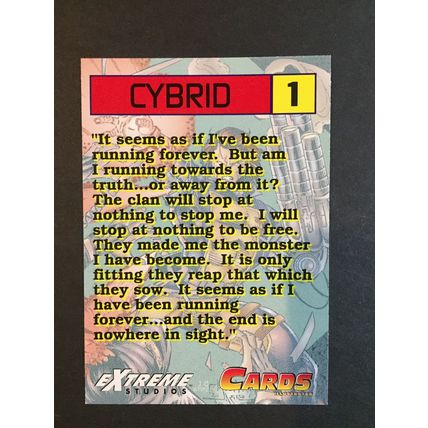 CYBRID 1
"It seems as if I've been
running forever. But am
I running towards the
truth...or away from it?
The clan will stop at
nothing to stop me. I will
stop at nothing to be free.
They made me the monster
I have become. It is only
fitting they reap that which
they sow. It seems as if I
have been running
forever...and the end is
nowhere in sight."
EXTREME CARDS
STUDIOS ILLUSTRATED